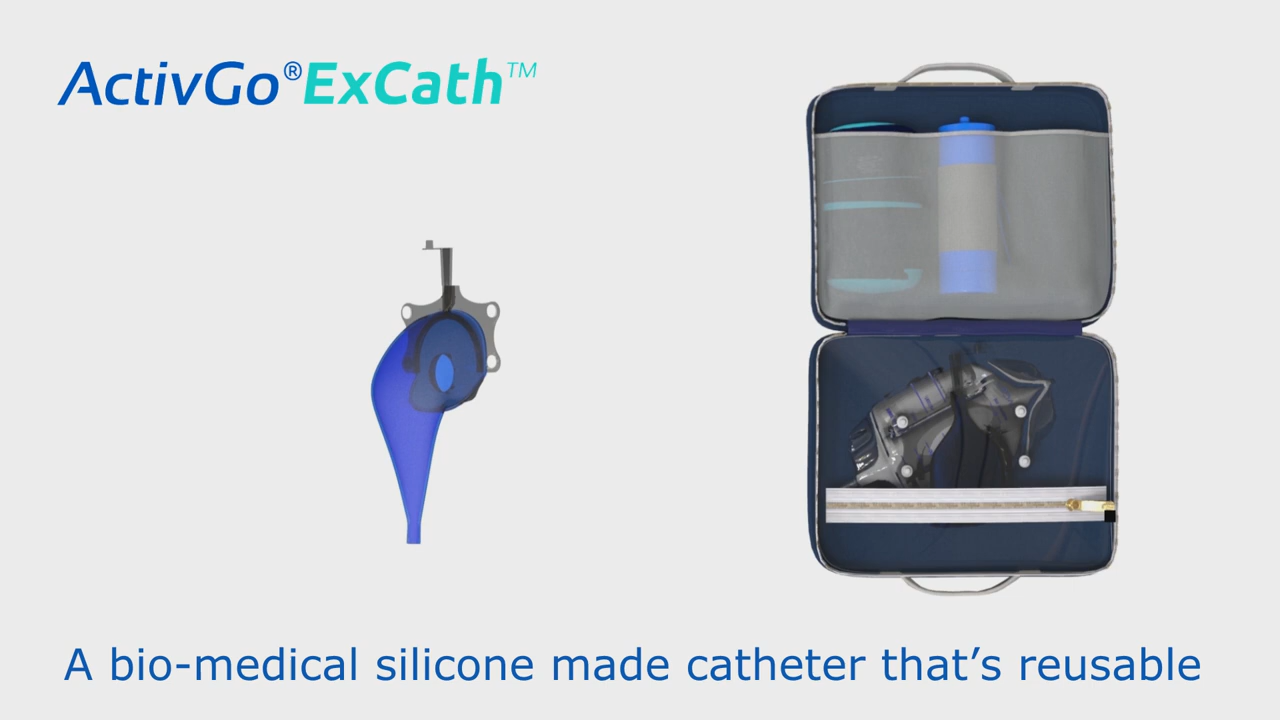 ActivGo®ExCath™
A bio-medical silicone made catheter that’s reusable